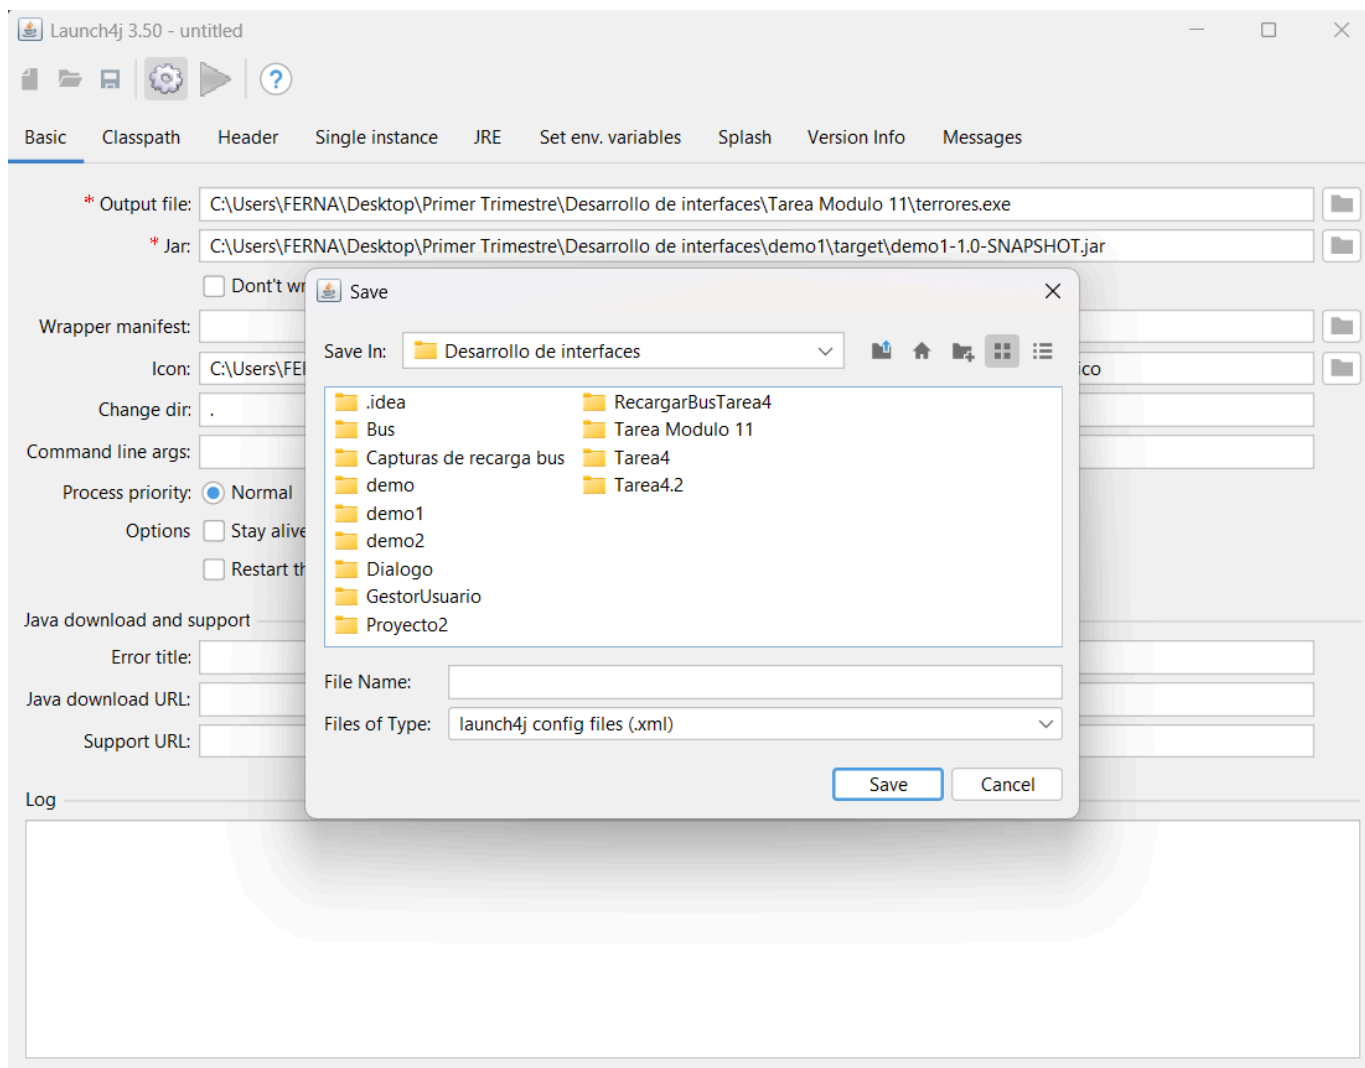 Launch4j 3.50 - untitled
?
Basic Classpath Header Single instance JRE Set env. variables Splash Version Info Messages
* Output file: C:\Users\FERNA\Desktop\Primer Trimestre\Desarrollo de interfaces\Tarea Modulo 11\terrores.exe
* Jar: C:\Users\FERNA\Desktop\Primer Trimestre\Desarrollo de interfaces\demo1\target\demo1-1.0-SNAPSHOT.jar
Dont't wr
Wrapper manifest:
Icon: C:\Users\FE ico
Change dir: .
Command line args:
Process priority: Normal
Options Stay alive
Restart th
Java download and support
Error title:
Java download URL:
Support URL:
Log
Save
Save In: Desarrollo de interfaces
.idea
Bus
Capturas de recarga bus
demo
demo1
demo2
Dialogo
GestorUsuario
Proyecto2
RecargarBusTarea4
Tarea Modulo 11
Tarea4
Tarea4.2
File Name:
Files of Type: launch4j config files (.xml)
Save Cancel